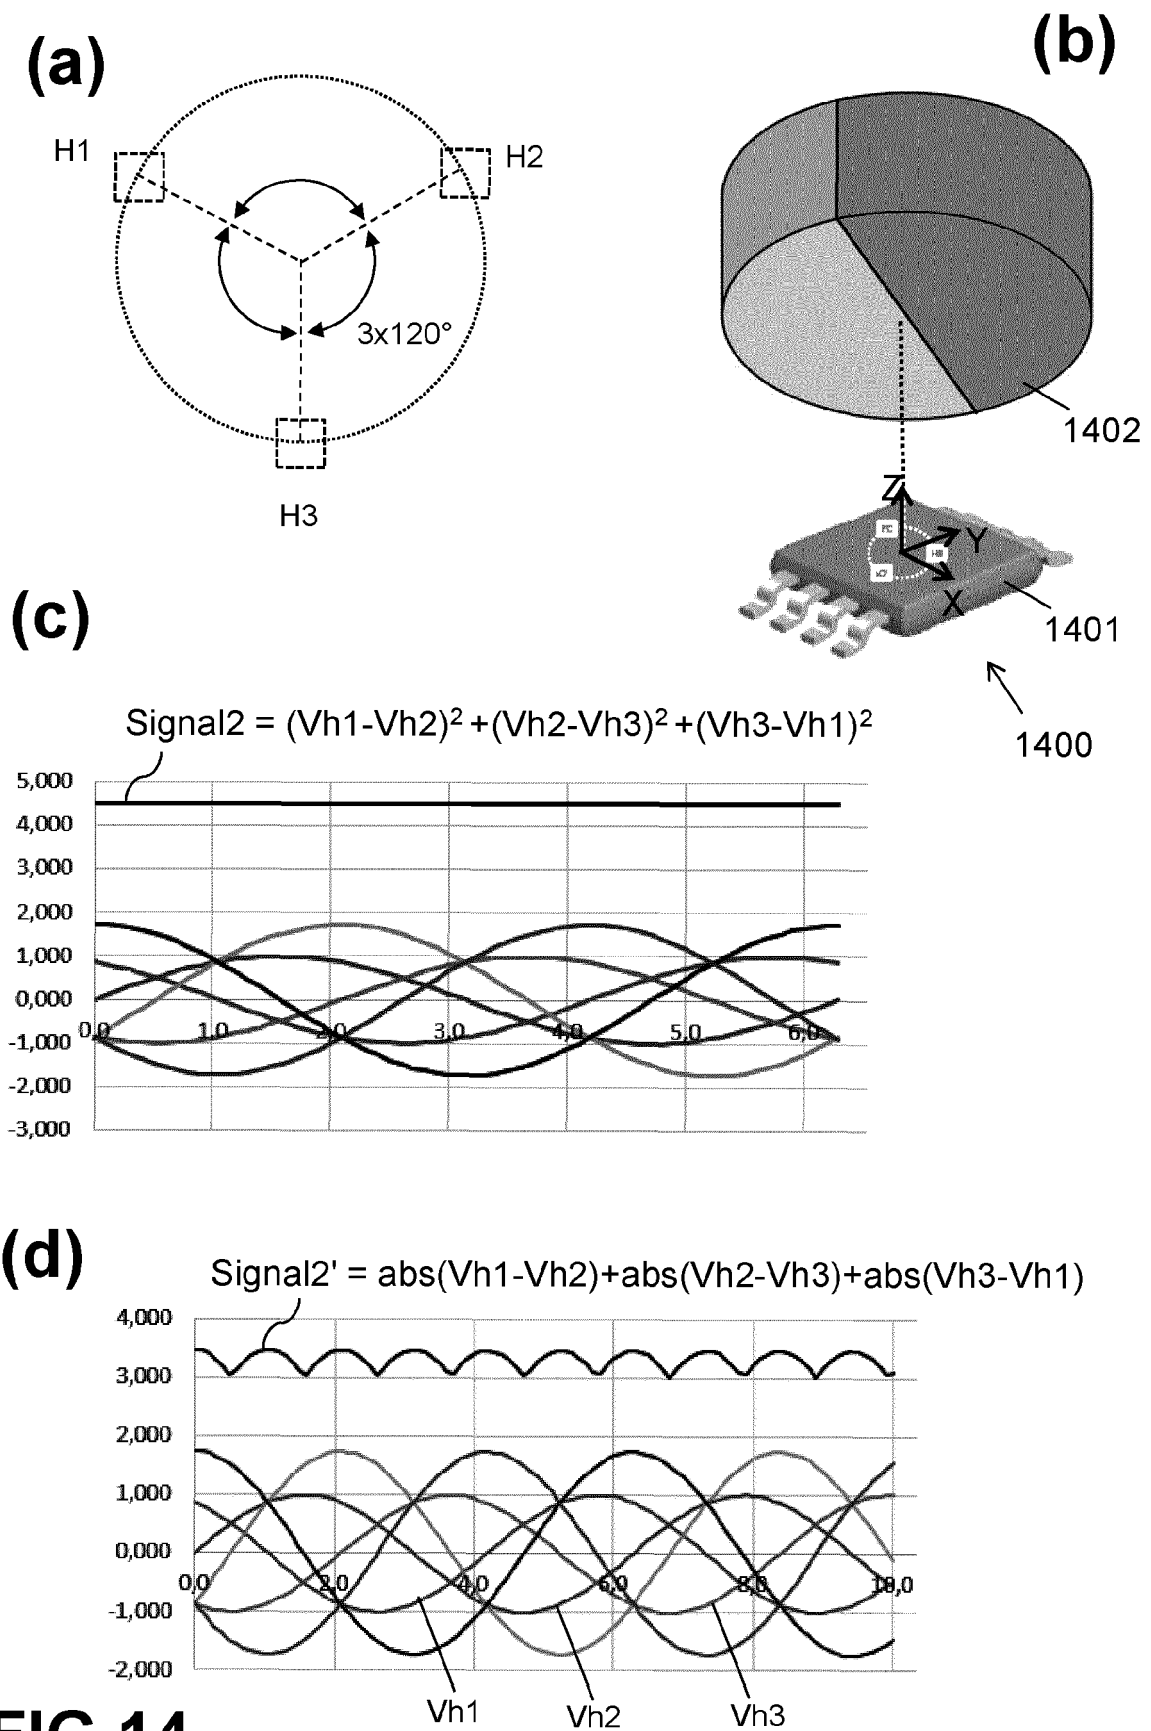 (a)
(b)
H1
H2
3x120°
H3
1402
Z
Y
X
1401
1400
(c)
Signal2 = (Vh1-Vh2)² +(Vh2-Vh3)² +(Vh3-Vh1)²
5,000
4,000
3,000
2,000
1,000
0,000
0,0 1,0 2,0 3,0 4,0 5,0 6,0
-1,000
-2,000
-3,000
(d)
Signal2' = abs(Vh1-Vh2)+abs(Vh2-Vh3)+abs(Vh3-Vh1)
4,000
3,000
2,000
1,000
0,000
0,0 2,0 4,0 6,0 8,0 10,0
-1,000
-2,000
Vh1 Vh2 Vh3
FIG 14